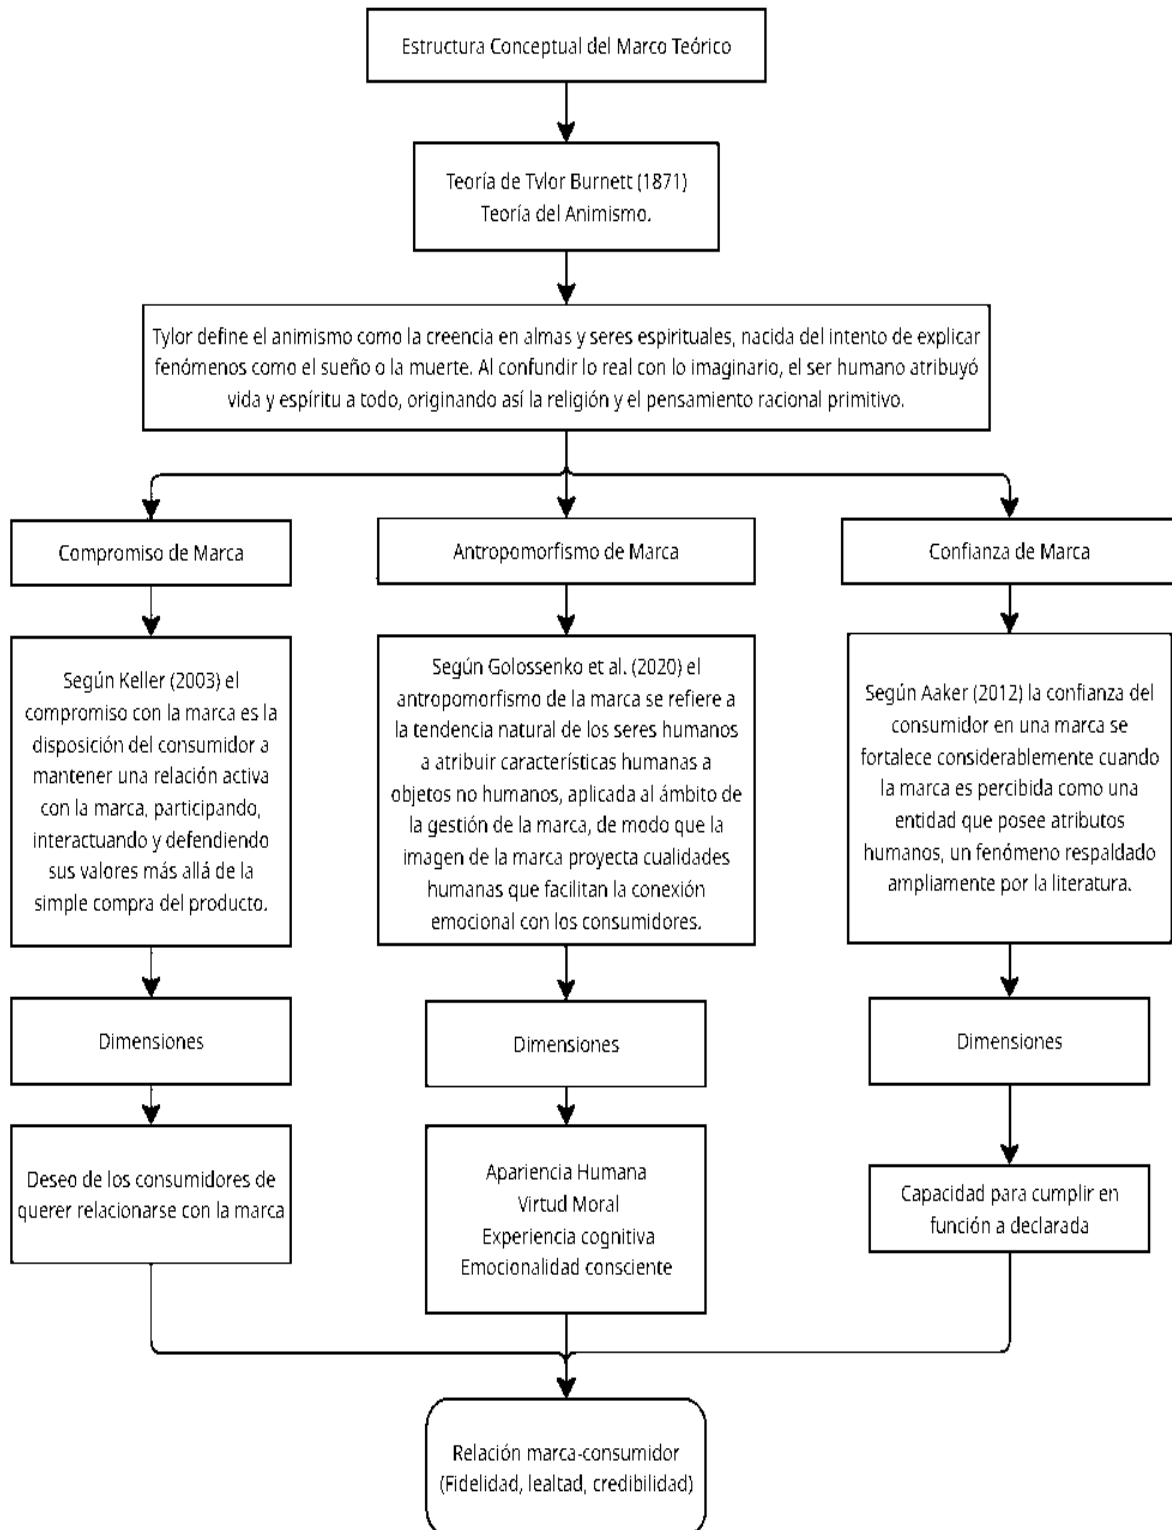 Estructura Conceptual del Marco Teórico
Teoría de Tvlor Burnett (1871)
Teoría del Animismo.
Tylor define el animismo como la creencia en almas y seres espirituales, nacida del intento de explicar
fenómenos como el sueño o la muerte. Al confundir lo real con lo imaginario, el ser humano atribuyó
vida y espíritu a todo, originando así la religión y el pensamiento racional primitivo.
Compromiso de Marca
Antropomorfismo de Marca
Confianza de Marca
Según Keller (2003) el
compromiso con la marca es la
disposición del consumidor a
mantener una relación activa
con la marca, participando,
interactuando y defendiendo
sus valores más allá de la
simple compra del producto.
Según Golossenko et al. (2020) el
antropomorfismo de la marca se refiere a
la tendencia natural de los seres humanos
a atribuir características humanas a
objetos no humanos, aplicada al ámbito de
la gestión de la marca, de modo que la
imagen de la marca proyecta cualidades
humanas que facilitan la conexión
emocional con los consumidores.
Según Aaker (2012) la confianza del
consumidor en una marca se
fortalece considerablemente cuando
la marca es percibida como una
entidad que posee atributos
humanos, un fenómeno respaldado
ampliamente por la literatura.
Dimensiones
Dimensiones
Dimensiones
Deseo de los consumidores de
querer relacionarse con la marca
Apariencia Humana
Virtud Moral
Experiencia cognitiva
Emocionalidad consciente
Capacidad para cumplir en
función a declarada
Relación marca-consumidor
(Fidelidad, lealtad, credibilidad)